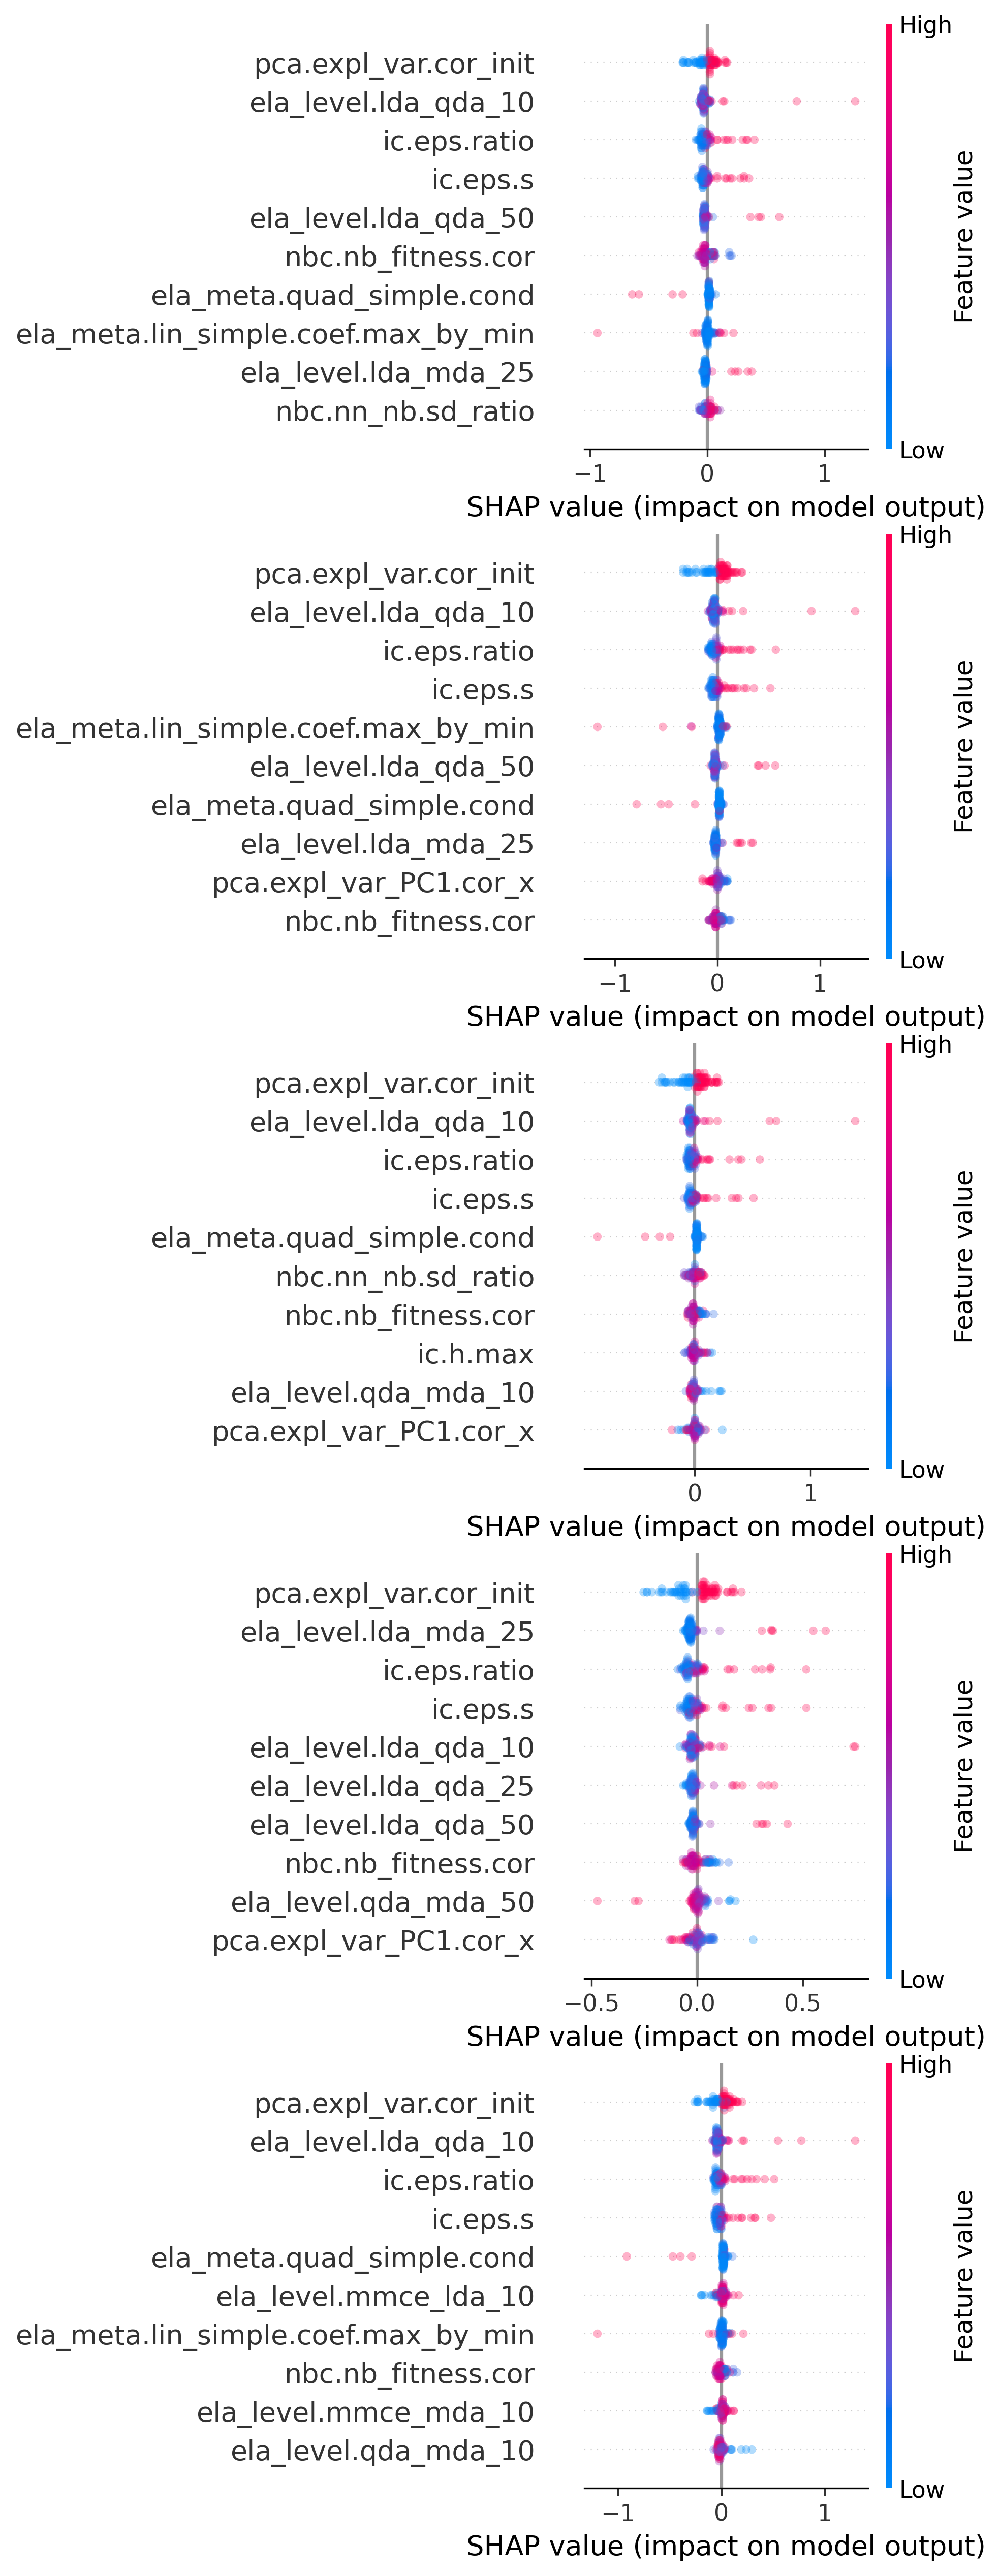 High
pca.expl_var.cor_init
ela_level.lda_qda_10
ic.eps.ratio
ic.eps.s
ela_level.lda_qda_50
nbc.nb_fitness.cor
ela_meta.quad_simple.cond
ela_meta.lin_simple.coef.max_by_min
ela_level.lda_mda_25
nbc.nn_nb.sd_ratio
Feature value
Low
−1 0 1
SHAP value (impact on model output)
High
pca.expl_var.cor_init
ela_level.lda_qda_10
ic.eps.ratio
ic.eps.s
ela_meta.lin_simple.coef.max_by_min
ela_level.lda_qda_50
ela_meta.quad_simple.cond
ela_level.lda_mda_25
pca.expl_var_PC1.cor_x
nbc.nb_fitness.cor
Feature value
Low
−1 0 1
SHAP value (impact on model output)
High
pca.expl_var.cor_init
ela_level.lda_qda_10
ic.eps.ratio
ic.eps.s
ela_meta.quad_simple.cond
nbc.nn_nb.sd_ratio
nbc.nb_fitness.cor
ic.h.max
ela_level.qda_mda_10
pca.expl_var_PC1.cor_x
Feature value
Low
0 1
SHAP value (impact on model output)
High
pca.expl_var.cor_init
ela_level.lda_mda_25
ic.eps.ratio
ic.eps.s
ela_level.lda_qda_10
ela_level.lda_qda_25
ela_level.lda_qda_50
nbc.nb_fitness.cor
ela_level.qda_mda_50
pca.expl_var_PC1.cor_x
Feature value
Low
−0.5 0.0 0.5
SHAP value (impact on model output)
High
pca.expl_var.cor_init
ela_level.lda_qda_10
ic.eps.ratio
ic.eps.s
ela_meta.quad_simple.cond
ela_level.mmce_lda_10
ela_meta.lin_simple.coef.max_by_min
nbc.nb_fitness.cor
ela_level.mmce_mda_10
ela_level.qda_mda_10
Feature value
Low
−1 0 1
SHAP value (impact on model output)